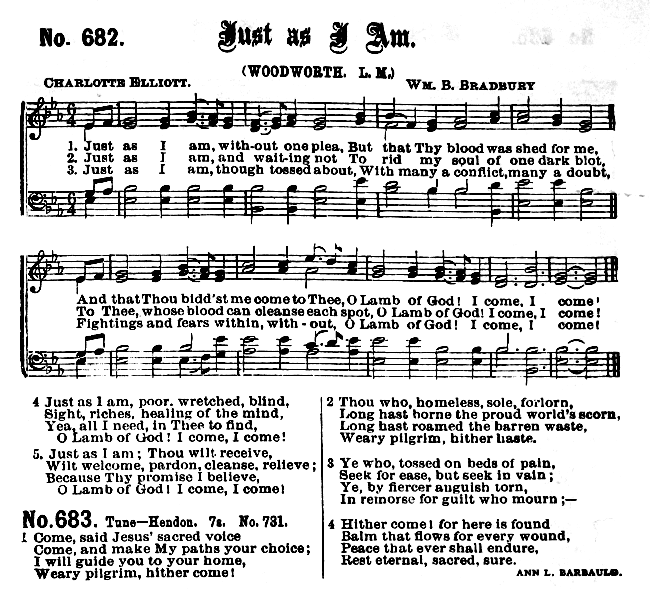 No. 682.
Just as I Am.
(WOODWORTH. L. M.)
CHARLOTTE ELLIOTT.
WM. B. BRADBURY
1. Just as I am, with-out one plea, But that Thy blood was shed for me,
2. Just as I am, and wait-ing not To rid my soul of one dark blot,
3. Just as I am, though tossed about, With many a conflict, many a doubt,
And that Thou bidd'st me come to Thee, O Lamb of God! I come, I come!
To Thee, whose blood can cleanse each spot, O Lamb of God! I come, I come!
Fightings and fears within, with-out, O Lamb of God! I come, I come!
4 Just as I am, poor, wretched, blind,
Sight, riches, healing of the mind,
Yea, all I need, in Thee to find,
O Lamb of God! I come, I come!
5. Just as I am; Thou wilt receive,
Wilt welcome, pardon, cleanse, relieve;
Because Thy promise I believe,
O Lamb of God! I come, I come!
No. 683. Tune—Hendon. 7s. No. 731.
1 Come, said Jesus' sacred voice
Come, and make My paths your choice;
I will guide you to your home,
Weary pilgrim, hither come!
2 Thou who, homeless, sole, forlorn,
Long hast borne the proud world's scorn,
Long hast roamed the barren waste,
Weary pilgrim, hither haste.
3 Ye who, tossed on beds of pain,
Seek for ease, but seek in vain;
Ye, by fiercer anguish torn,
In remorse for guilt who mourn;—
4 Hither come! for here is found
Balm that flows for every wound,
Peace that ever shall endure,
Rest eternal, sacred, sure.
ANN L. BARBAULD.